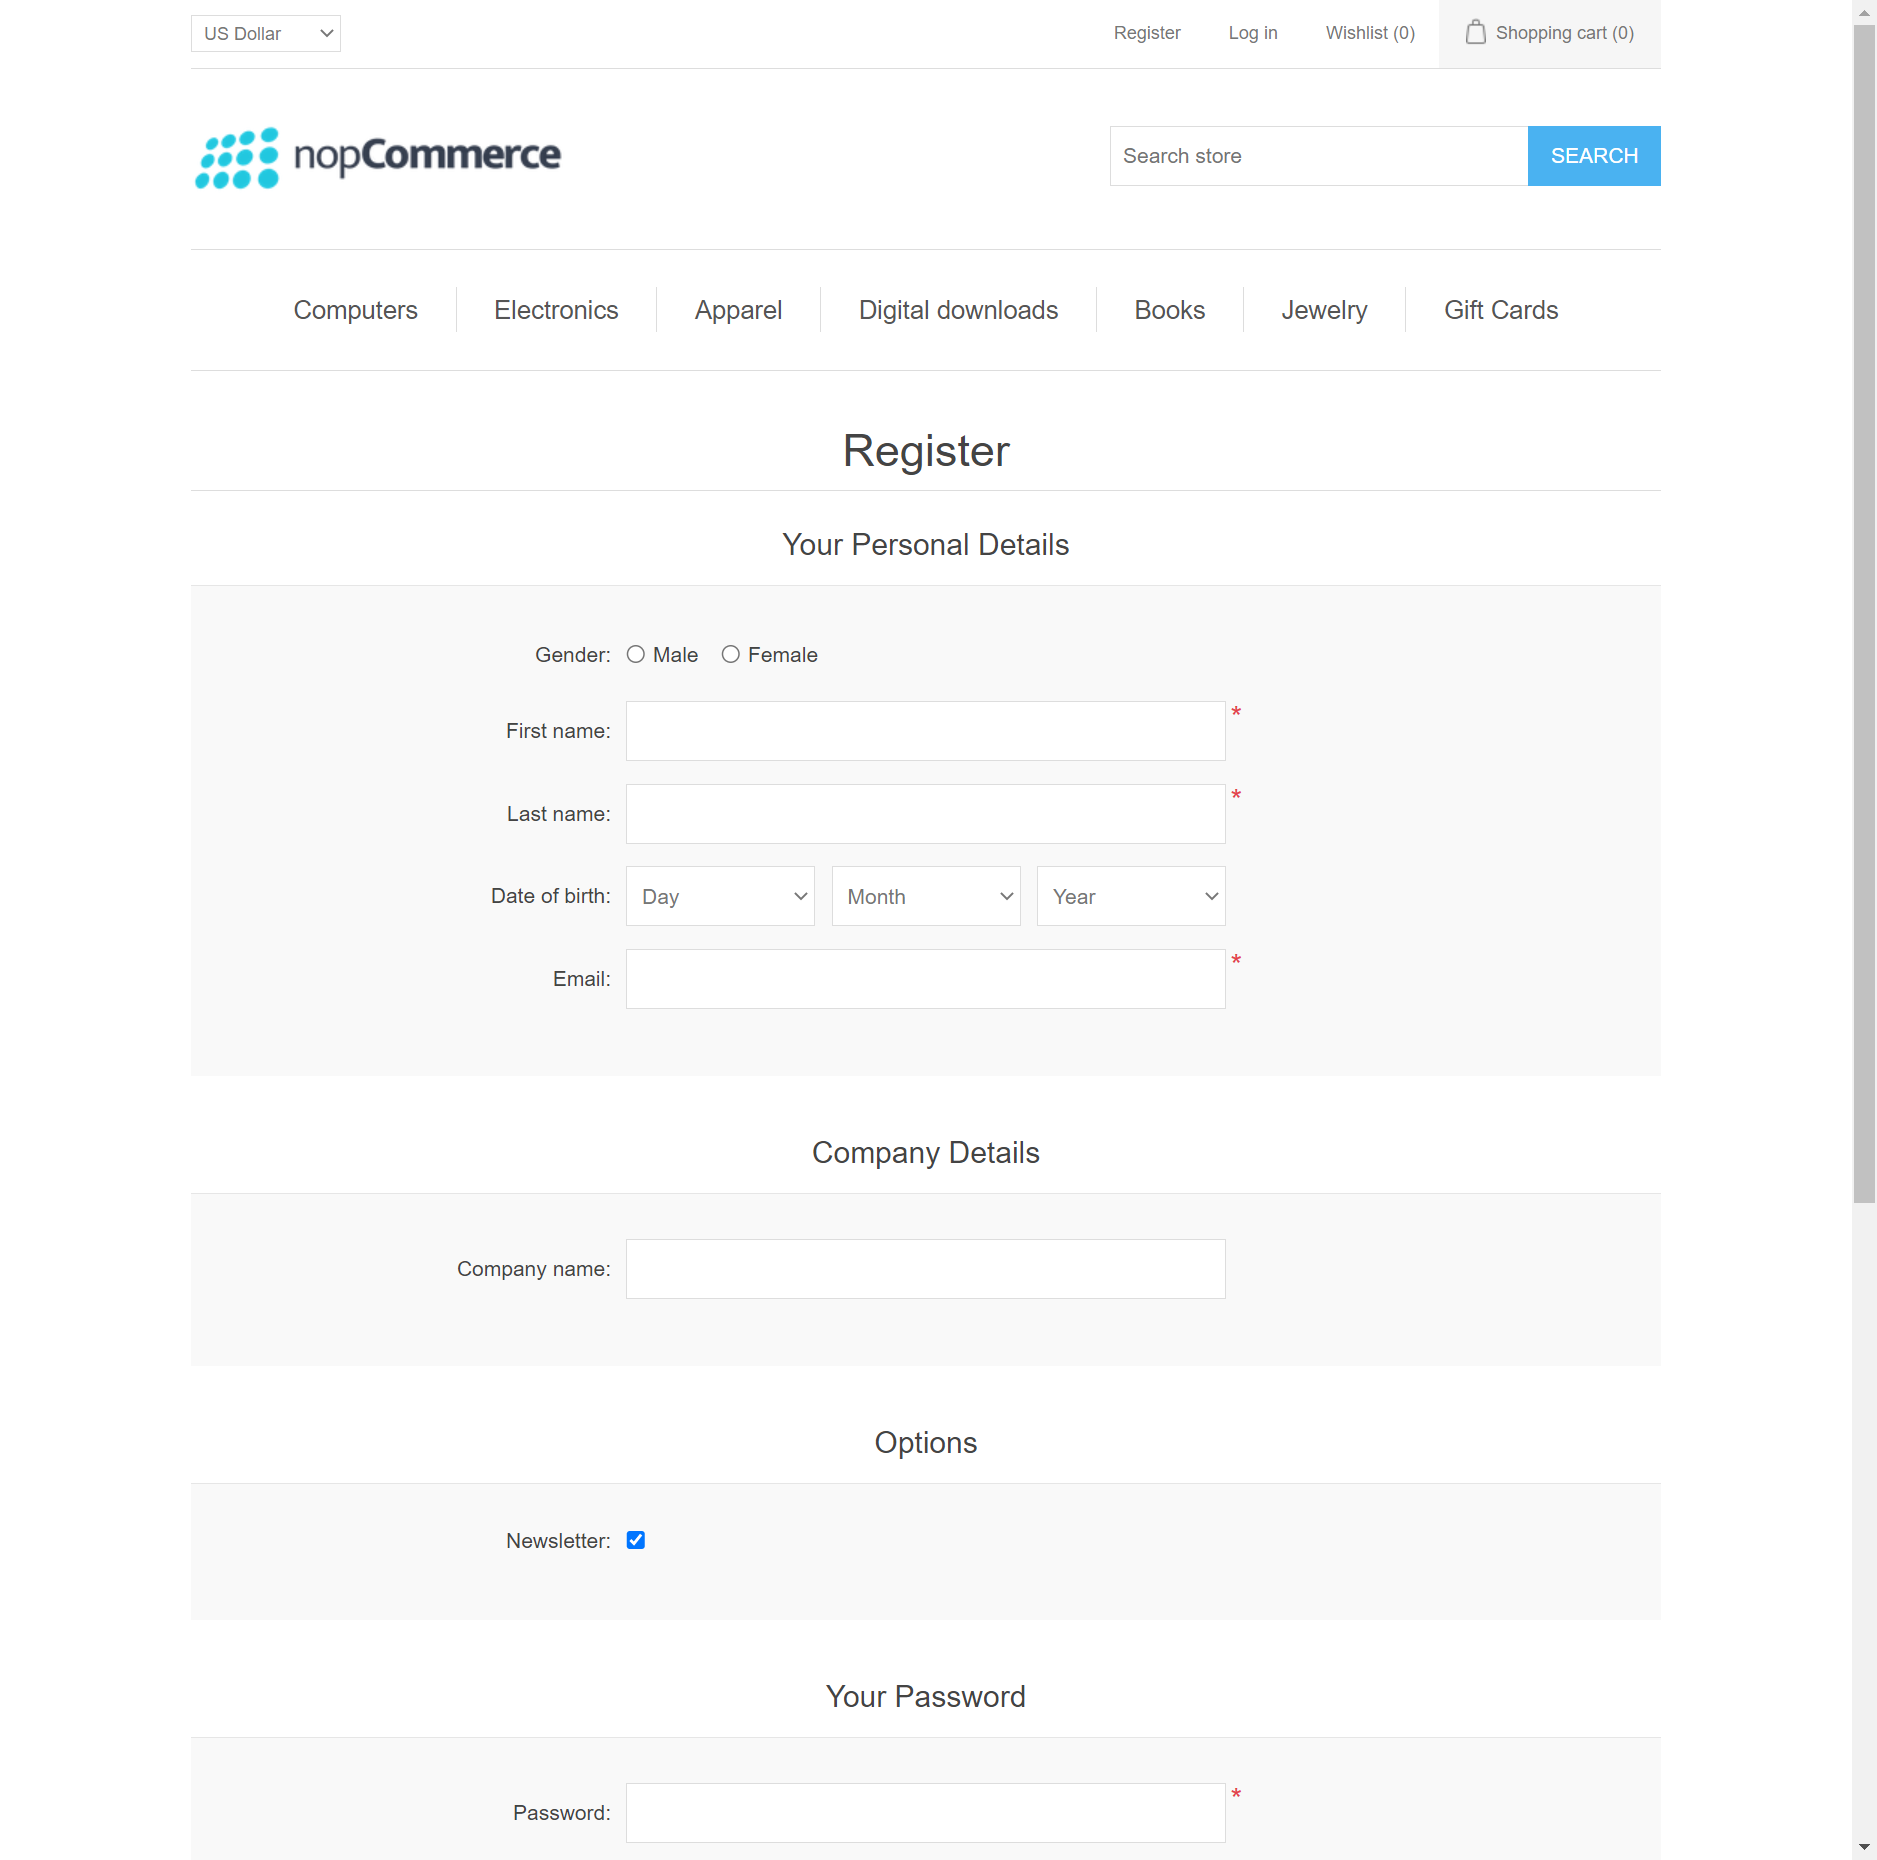 US Dollar Register Log in Wishlist (0) Shopping cart (0)
nopCommerce Search store SEARCH
Computers Electronics Apparel Digital downloads Books Jewelry Gift Cards
Register
Your Personal Details
Gender: Male Female
First name: *
Last name: *
Date of birth: Day Month Year
Email: *
Company Details
Company name:
Options
Newsletter:
Your Password
Password: *